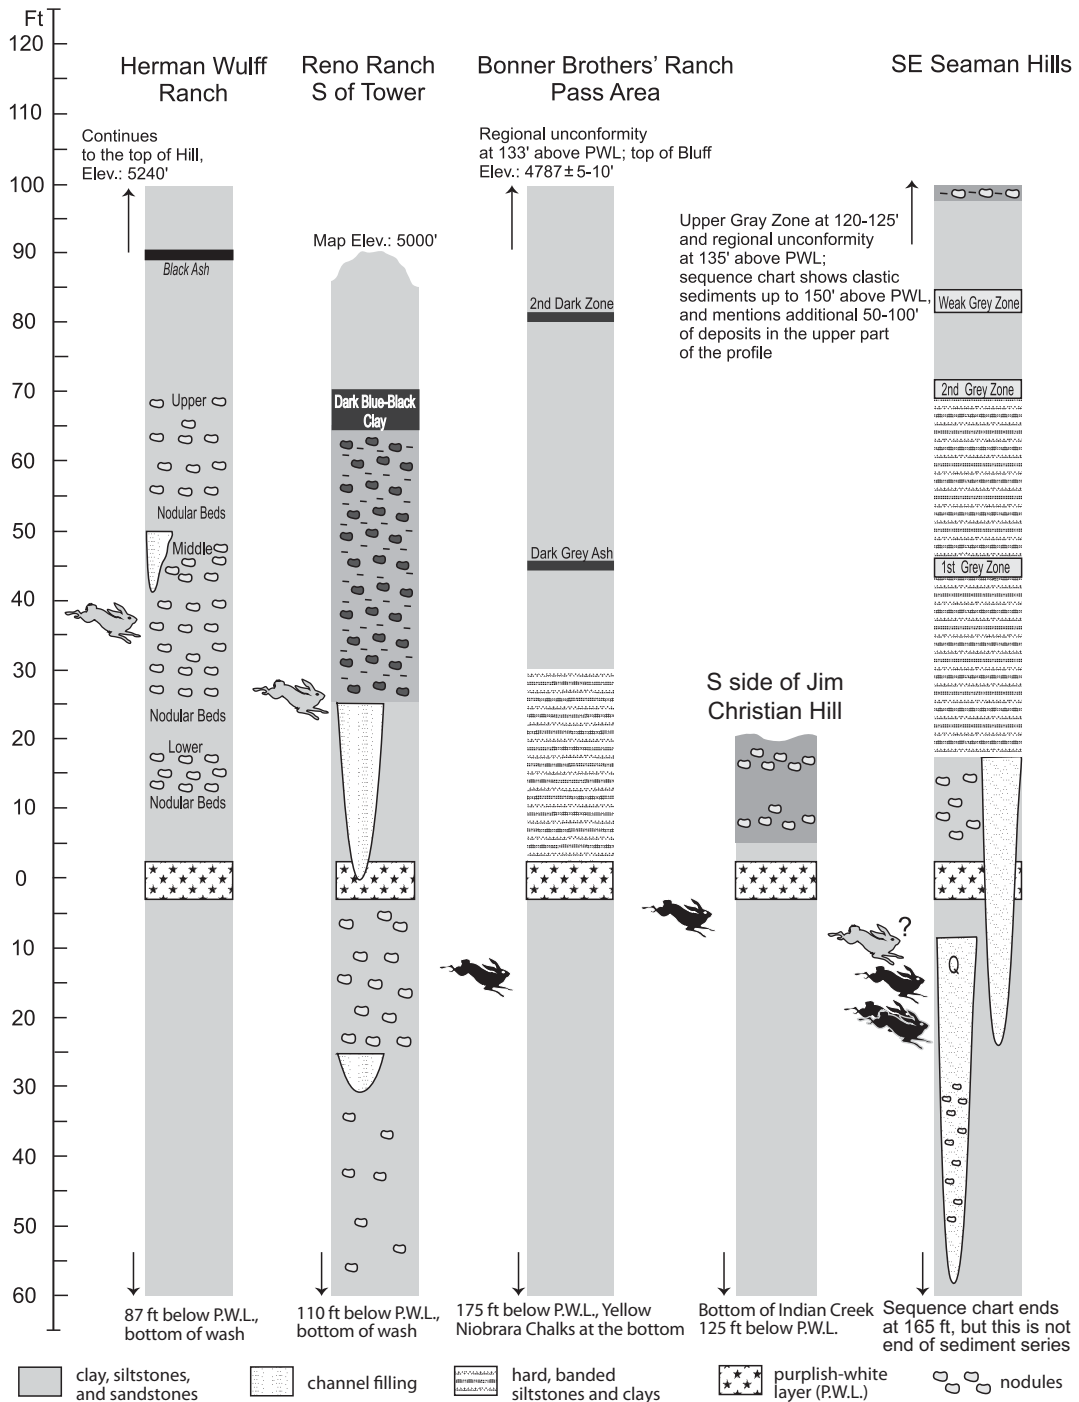 Ft
120
110
100
90
80
70
60
50
40
30
20
10
0
10
20
30
40
50
60
Herman Wulff
Ranch
Continues
to the top of Hill,
Elev.: 5240'
Black Ash
Upper
Nodular Beds
Middle
Nodular Beds
Lower
Nodular Beds
87 ft below P.W.L.,
bottom of wash
Reno Ranch
S of Tower
Map Elev.: 5000'
Dark Blue-Black
Clay
110 ft below P.W.L.,
bottom of wash
Bonner Brothers' Ranch
Pass Area
Regional unconformity
at 133' above PWL; top of Bluff
Elev.: 4787 ± 5-10'
2nd Dark Zone
Dark Grey Ash
175 ft below P.W.L., Yellow
Niobrara Chalks at the bottom
S side of Jim
Christian Hill
Bottom of Indian Creek
125 ft below P.W.L.
SE Seaman Hills
Upper Gray Zone at 120-125'
and regional unconformity
at 135' above PWL;
sequence chart shows clastic
sediments up to 150' above PWL,
and mentions additional 50-100'
of deposits in the upper part
of the profile
Weak Grey Zone
2nd Grey Zone
1st Grey Zone
?
Q
Sequence chart ends
at 165 ft, but this is not
end of sediment series
clay, siltstones,
and sandstones
channel filling
hard, banded
siltstones and clays
purplish-white
layer (P.W.L.)
nodules